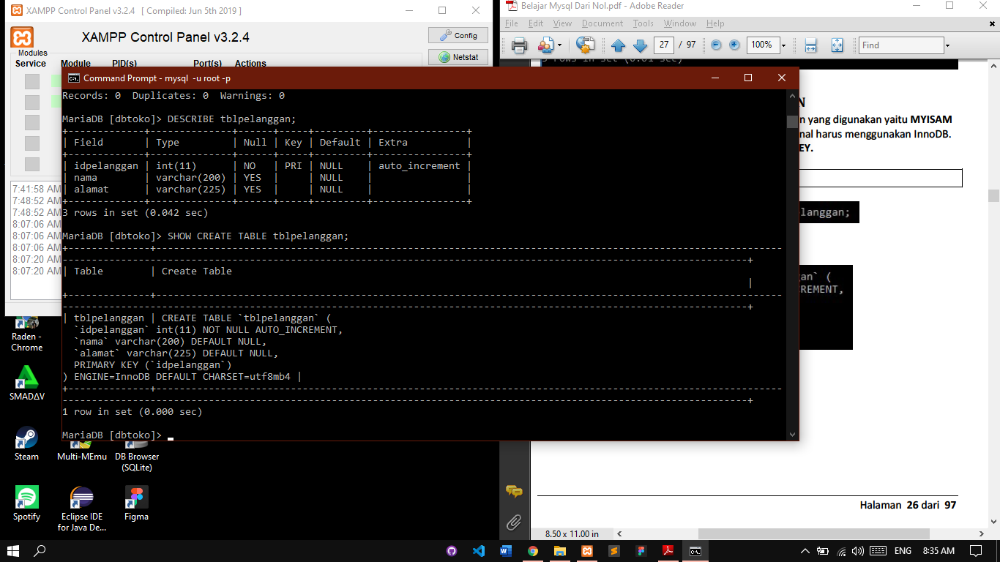 XAMPP Control Panel v3.2.4 [ Compiled: Jun 5th 2019 ]
XAMPP Control Panel v3.2.4
Config
Netstat
Modules
Service Module PID(s) Port(s) Actions
7:41:58 AM
7:48:52 AM
7:48:52 AM
8:07:06 AM
8:07:06 AM
8:07:06 AM
8:07:20 AM
8:07:20 AM
Belajar Mysql Dari Nol.pdf - Adobe Reader
File Edit View Document Tools Window Help
27 / 97 100% Find
3 rows in set (0.01 sec)
N
n yang digunakan yaitu MYISAM
nal harus menggunakan InnoDB.
EY.
langgan;
gan` (
CREMENT,
Halaman 26 dari 97
8.50 x 11.00 in
Command Prompt - mysql -u root -p
Records: 0 Duplicates: 0 Warnings: 0
MariaDB [dbtoko]> DESCRIBE tblpelanggan;
+-------------+--------------+------+-----+---------+----------------+
| Field | Type | Null | Key | Default | Extra |
+-------------+--------------+------+-----+---------+----------------+
| idpelanggan | int(11) | NO | PRI | NULL | auto_increment |
| nama | varchar(200) | YES | | NULL | |
| alamat | varchar(225) | YES | | NULL | |
+-------------+--------------+------+-----+---------+----------------+
3 rows in set (0.042 sec)
MariaDB [dbtoko]> SHOW CREATE TABLE tblpelanggan;
| Table | Create Table
|
| tblpelanggan | CREATE TABLE `tblpelanggan` (
`idpelanggan` int(11) NOT NULL AUTO_INCREMENT,
`nama` varchar(200) DEFAULT NULL,
`alamat` varchar(225) DEFAULT NULL,
PRIMARY KEY (`idpelanggan`)
) ENGINE=InnoDB DEFAULT CHARSET=utf8mb4 |
1 row in set (0.000 sec)
MariaDB [dbtoko]>
Raden -
Chrome
SMADΔV
Steam
Multi-MEmu
DB Browser
(SQLite)
Spotify
Eclipse IDE
for Java De...
Figma
ENG 8:35 AM